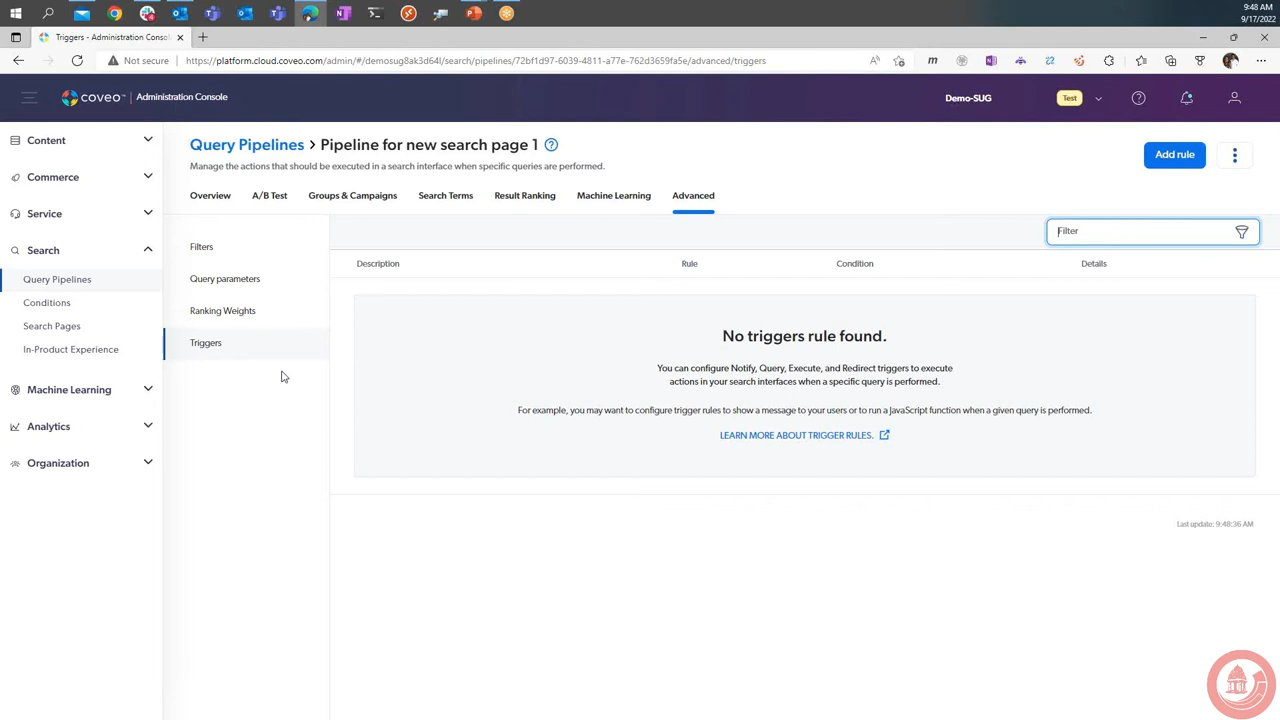 9:48 AM
9/17/2022
Triggers - Administration Conso
Not secure
https://platform.cloud.coveo.com/admin/#/demosug8ak3d64l/search/pipelines/72bf1d97-6039-4811-a77e-762d3659fa5e/advanced/triggers
coveo™ | Administration Console
Demo-SUG
Test
Content
Commerce
Service
Search
Query Pipelines
Conditions
Search Pages
In-Product Experience
Machine Learning
Analytics
Organization
Query Pipelines > Pipeline for new search page 1
Manage the actions that should be executed in a search interface when specific queries are performed.
Add rule
Overview A/B Test Groups & Campaigns Search Terms Result Ranking Machine Learning Advanced
Filters
Query parameters
Ranking Weights
Triggers
Filter
Description Rule Condition Details
No triggers rule found.
You can configure Notify, Query, Execute, and Redirect triggers to execute
actions in your search interfaces when a specific query is performed.
For example, you may want to configure trigger rules to show a message to your users or to run a JavaScript function when a given query is performed.
LEARN MORE ABOUT TRIGGER RULES.
Last update: 9:48:36 AM